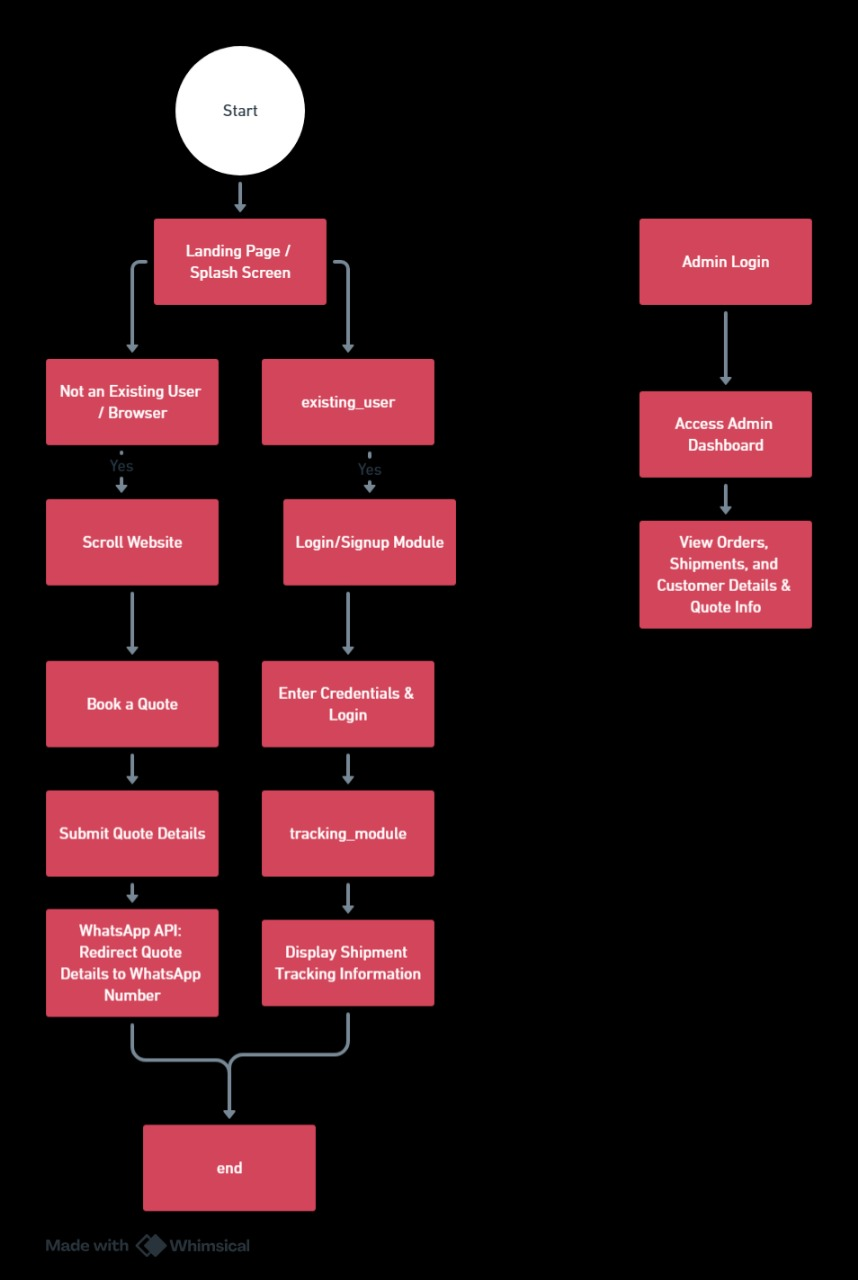 Start
Landing Page /
Splash Screen
Admin Login
Not an Existing User
/ Browser
existing_user
Access Admin
Dashboard
Yes
Yes
Scroll Website
Login/Signup Module
View Orders,
Shipments, and
Customer Details &
Quote Info
Book a Quote
Enter Credentials &
Login
Submit Quote Details
tracking_module
WhatsApp API:
Redirect Quote
Details to WhatsApp
Number
Display Shipment
Tracking Information
end
Made with Whimsical